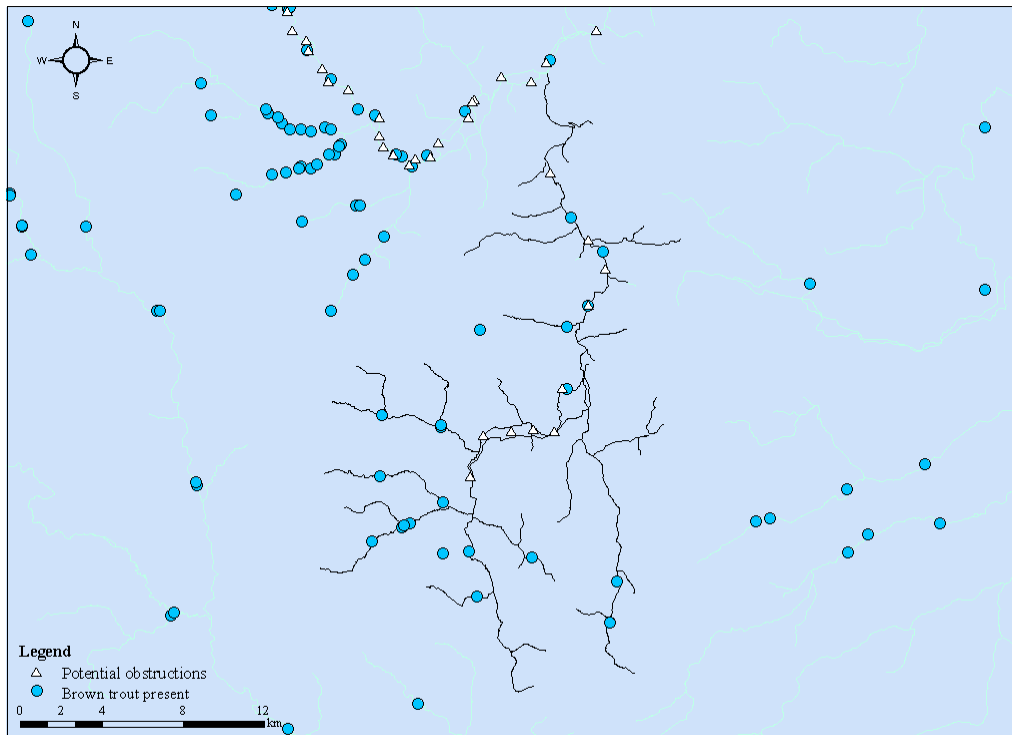 N
W E
S
Legend
Potential obstructions
Brown trout present
0 2 4 8 12
km